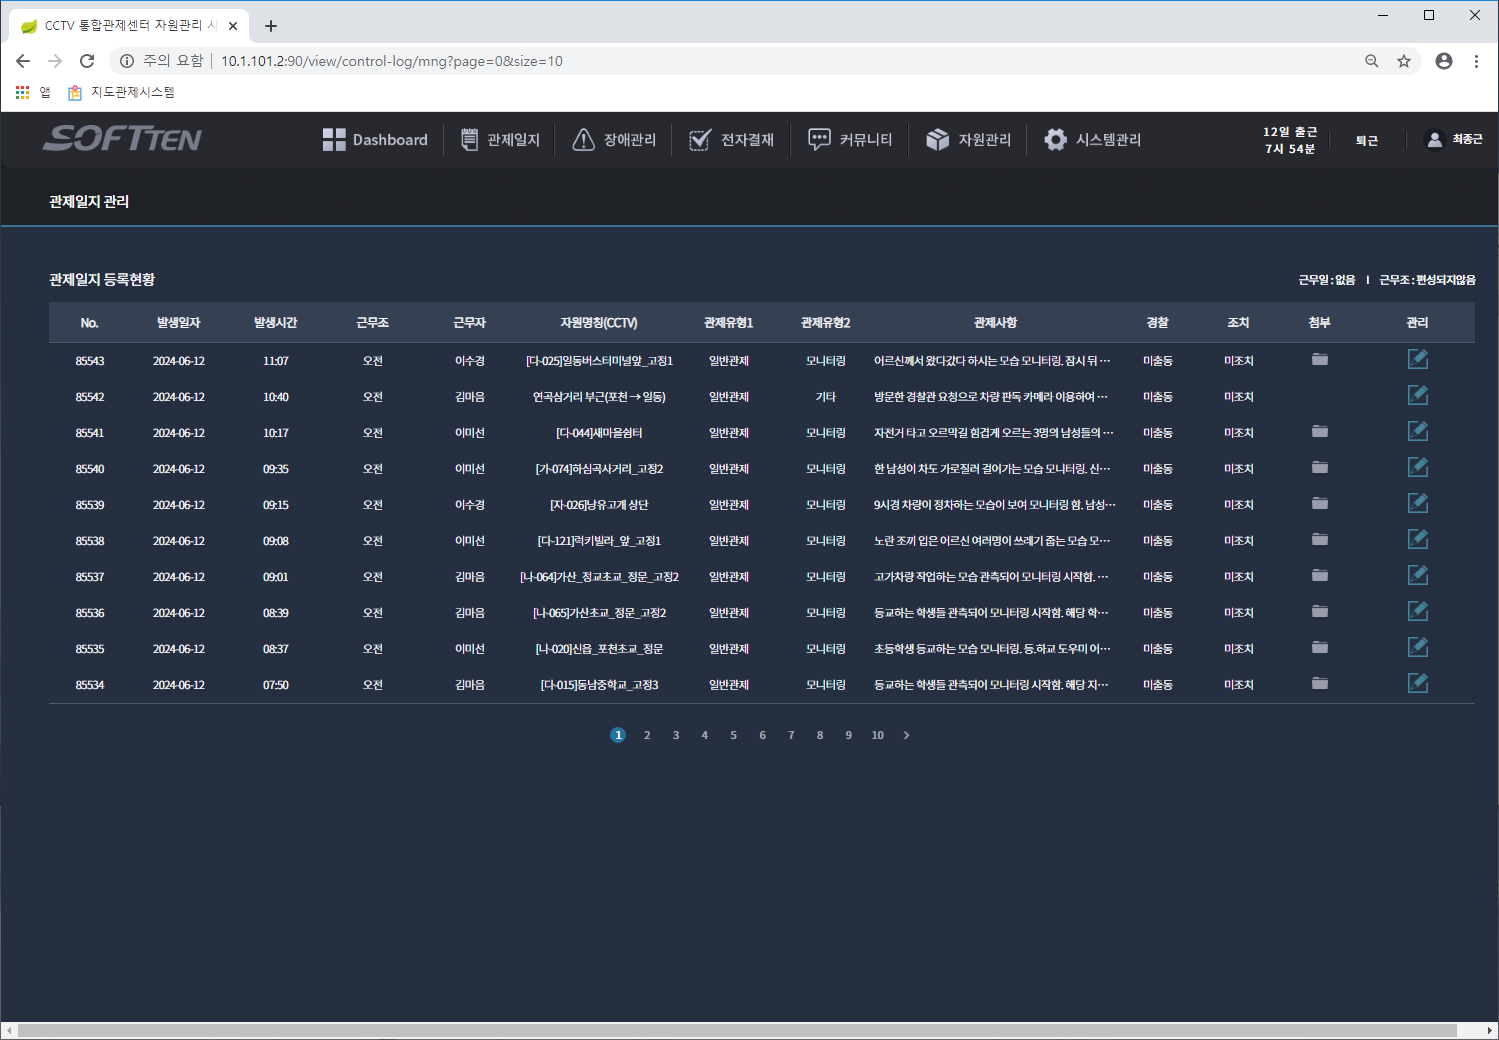 CCTV 통합관제센터 자원관리 시
주의 요함 | 10.1.101.2:90/view/control-log/mng?page=0&size=10
앱 지도관제시스템
SOFTTEN Dashboard 관제일지 장애관리 전자결재 커뮤니티 자원관리 시스템관리 12일 출근 7시 54분 퇴근 최종근
관제일지 관리
관제일지 등록현황 근무일 : 없음 I 근무조 : 편성되지않음
No. 발생일자 발생시간 근무조 근무자 자원명칭(CCTV) 관제유형1 관제유형2 관제사항 경찰 조치 첨부 관리
85543 2024-06-12 11:07 오전 이수경 [다-025]일동버스터미널앞_고정1 일반관제 모니터링 어르신께서 왔다갔다 하시는 모습 모니터링. 잠시 뒤 ⋯ 미출동 미조치
85542 2024-06-12 10:40 오전 김마음 연곡삼거리 부근(포천 → 일동) 일반관제 기타 방문한 경찰관 요청으로 차량 판독 카메라 이용하여 ⋯ 미출동 미조치
85541 2024-06-12 10:17 오전 이미선 [다-044]새마을쉼터 일반관제 모니터링 자전거 타고 오르막길 힘겹게 오르는 3명의 남성들의 ⋯ 미출동 미조치
85540 2024-06-12 09:35 오전 이미선 [가-074]하심곡사거리_고정2 일반관제 모니터링 한 남성이 차도 가로질러 걸어가는 모습 모니터링. 신⋯ 미출동 미조치
85539 2024-06-12 09:15 오전 이수경 [자-026]낭유고개 상단 일반관제 모니터링 9시경 차량이 정차하는 모습이 보여 모니터링 함. 남성⋯ 미출동 미조치
85538 2024-06-12 09:08 오전 이미선 [다-121]럭키빌라_앞_고정1 일반관제 모니터링 노란 조끼 입은 어르신 여러명이 쓰레기 줍는 모습 모⋯ 미출동 미조치
85537 2024-06-12 09:01 오전 김마음 [나-064]가산_정교초교_정문_고정2 일반관제 모니터링 고가차량 작업하는 모습 관측되어 모니터링 시작함. ⋯ 미출동 미조치
85536 2024-06-12 08:39 오전 김마음 [나-065]가산초교_정문_고정2 일반관제 모니터링 등교하는 학생들 관측되어 모니터링 시작함. 해당 학⋯ 미출동 미조치
85535 2024-06-12 08:37 오전 이미선 [나-020]신읍_포천초교_정문 일반관제 모니터링 초등학생 등교하는 모습 모니터링. 등.하교 도우미 어⋯ 미출동 미조치
85534 2024-06-12 07:50 오전 김마음 [다-015]동남중학교_고정3 일반관제 모니터링 등교하는 학생들 관측되어 모니터링 시작함. 해당 지⋯ 미출동 미조치
1 2 3 4 5 6 7 8 9 10